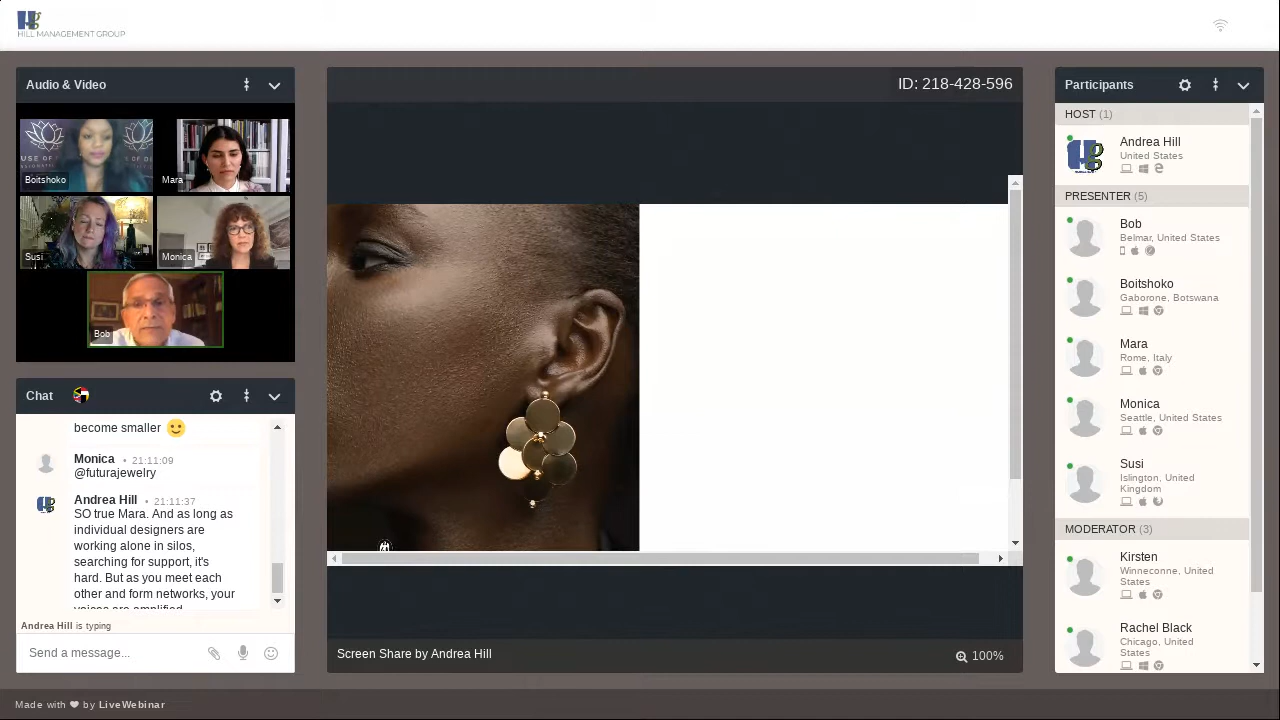 HILL MANAGEMENT GROUP
Audio & Video
Boitshoko
Mara
Susi
Monica
Bob
Chat
become smaller
Monica • 21:11:09
@futurajewelry
Andrea Hill • 21:11:37
SO true Mara. And as long as
individual designers are
working alone in silos,
searching for support, it's
hard. But as you meet each
other and form networks, your
voices are amplified
Andrea Hill is typing
Send a message...
ID: 218-428-596
Screen Share by Andrea Hill
100%
Participants
HOST (1)
Andrea Hill
United States
PRESENTER (5)
Bob
Belmar, United States
Boitshoko
Gaborone, Botswana
Mara
Rome, Italy
Monica
Seattle, United States
Susi
Islington, United
Kingdom
MODERATOR (3)
Kirsten
Winneconne, United
States
Rachel Black
Chicago, United
States
Made with ❤ by LiveWebinar